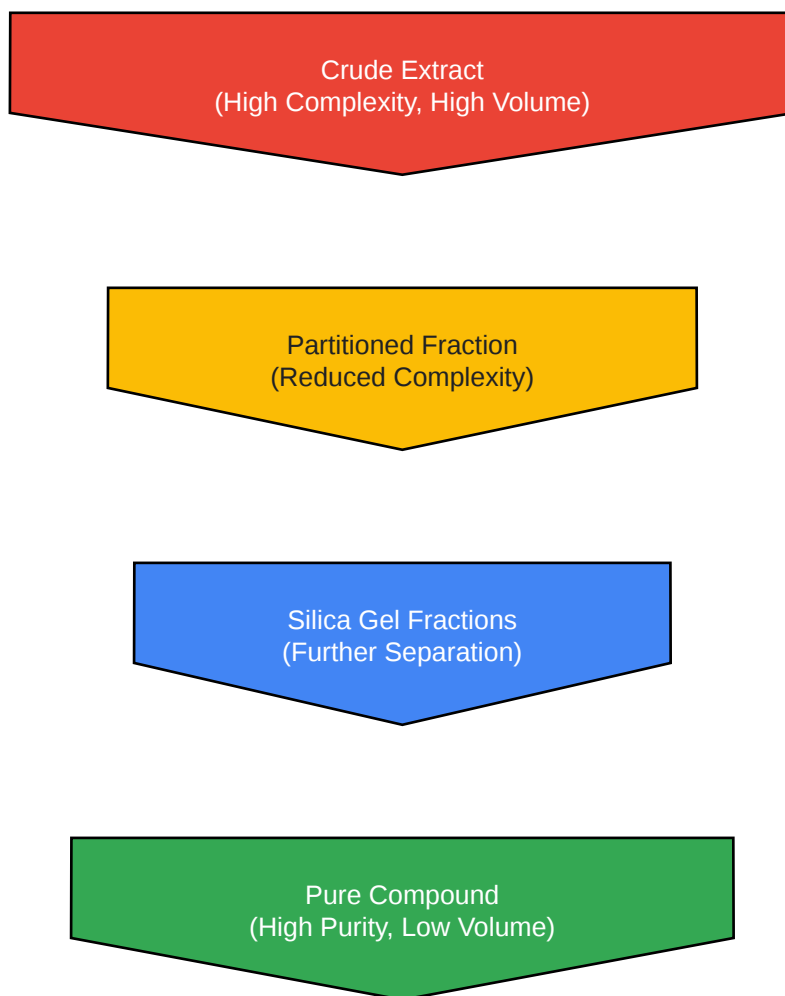 Crude Extract
(High Complexity, High Volume)
Partitioned Fraction
(Reduced Complexity)
Silica Gel Fractions
(Further Separation)
Pure Compound
(High Purity, Low Volume)